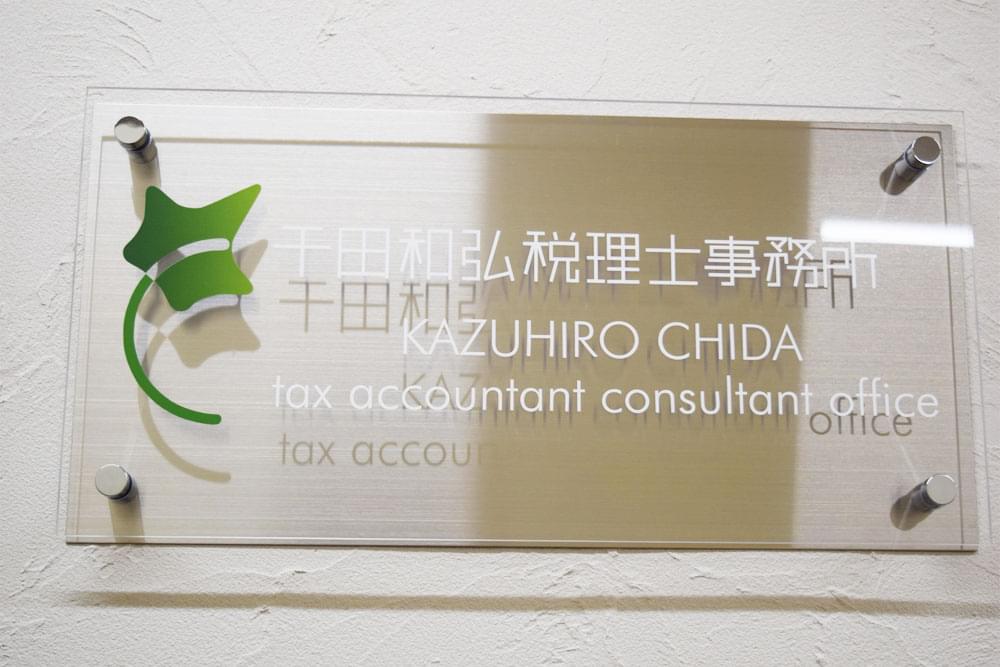 千田和弘税理士事務所
KAZUHIRO CHIDA
tax accountant consultant office